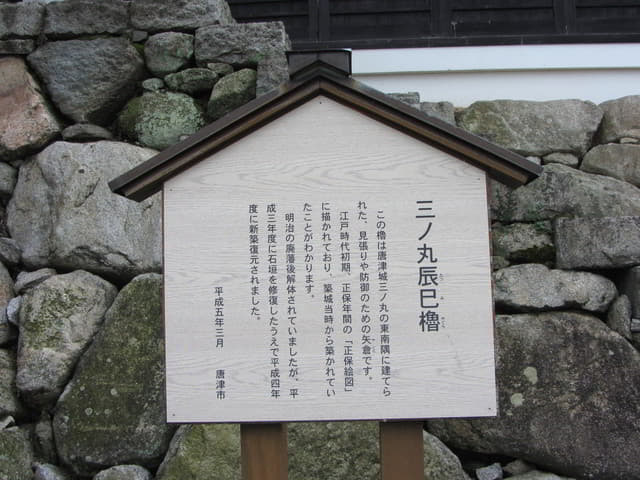 三ノ丸辰巳櫓
この櫓は唐津城三ノ丸の東南隅に建てら
れた、見張りや防御のための矢倉です。
江戸時代初期、正保年間の「正保絵図」
に描かれており、築城当時から築かれてい
たことがわかります。
明治の廃藩後解体されていましたが、平
成三年度に石垣を修復したうえで平成四年
度に新築復元されました。
平成五年三月　唐津市